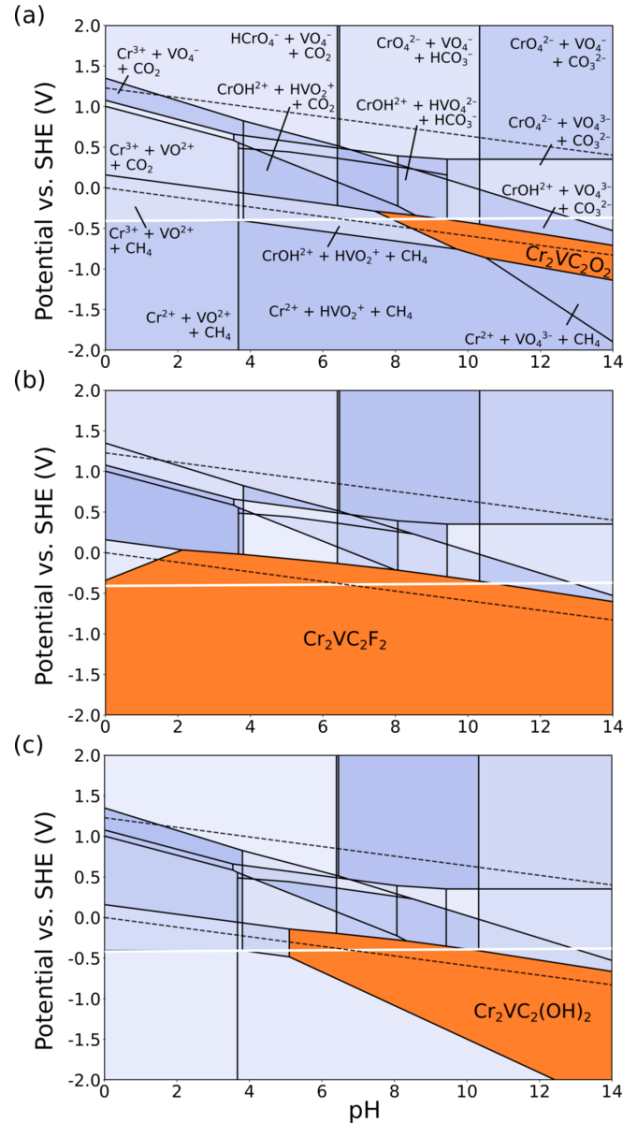 (a)
Potential vs. SHE (V)
2.0
1.5
1.0
0.5
0.0
-0.5
-1.0
-1.5
-2.0
Cr³⁺ + VO₄⁻
+ CO₂
HCrO₄⁻ + VO₄⁻
+ CO₂
CrO₄²⁻ + VO₄⁻
+ HCO₃⁻
CrO₄²⁻ + VO₄⁻
+ CO₃²⁻
CrOH²⁺ + HVO₂⁺
+ CO₂
CrOH²⁺ + HVO₄²⁻
+ HCO₃⁻
CrO₄²⁻ + VO₄³⁻
+ CO₃²⁻
Cr³⁺ + VO²⁺
+ CO₂
CrOH²⁺ + VO₄³⁻
+ CO₃²⁻
Cr³⁺ + VO²⁺
+ CH₄
CrOH²⁺ + HVO₂⁺ + CH₄
Cr₂VC₂O₂
Cr²⁺ + VO²⁺
+ CH₄
Cr²⁺ + HVO₂⁺ + CH₄
Cr²⁺ + VO₄³⁻ + CH₄
0 2 4 6 8 10 12 14
(b)
Potential vs. SHE (V)
2.0
1.5
1.0
0.5
0.0
-0.5
-1.0
-1.5
-2.0
Cr₂VC₂F₂
0 2 4 6 8 10 12 14
(c)
Potential vs. SHE (V)
2.0
1.5
1.0
0.5
0.0
-0.5
-1.0
-1.5
-2.0
Cr₂VC₂(OH)₂
0 2 4 6 8 10 12 14
pH